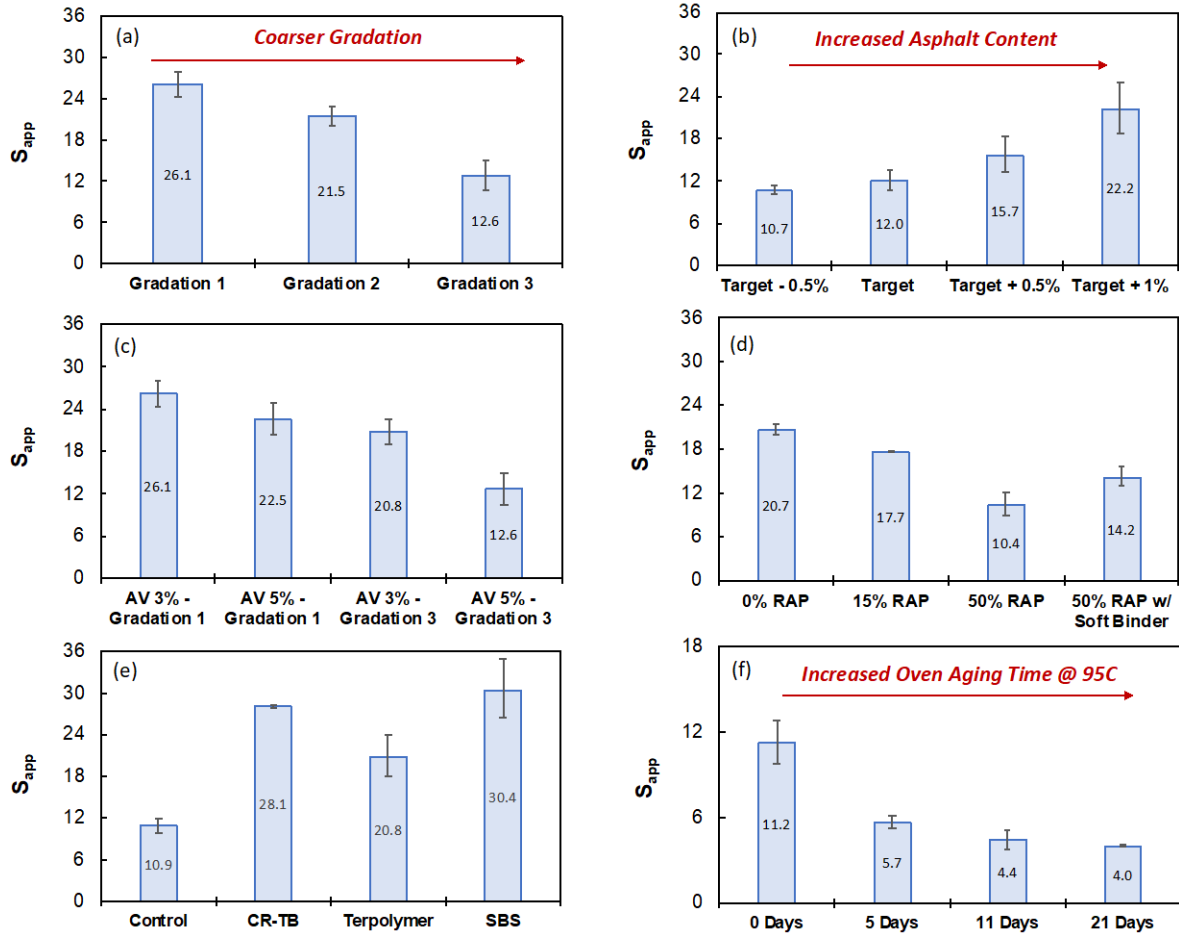 (a)
Coarser Gradation
36
30
24
18
12
6
0
Sapp
26.1
21.5
12.6
Gradation 1
Gradation 2
Gradation 3
(b)
Increased Asphalt Content
36
30
24
18
12
6
0
Sapp
10.7
12.0
15.7
22.2
Target - 0.5%
Target
Target + 0.5%
Target + 1%
(c)
36
30
24
18
12
6
0
Sapp
26.1
22.5
20.8
12.6
AV 3% -
Gradation 1
AV 5% -
Gradation 1
AV 3% -
Gradation 3
AV 5% -
Gradation 3
(d)
36
30
24
18
12
6
0
Sapp
20.7
17.7
10.4
14.2
0% RAP
15% RAP
50% RAP
50% RAP w/
Soft Binder
(e)
36
30
24
18
12
6
0
Sapp
10.9
28.1
20.8
30.4
Control
CR-TB
Terpolymer
SBS
(f)
Increased Oven Aging Time @ 95C
18
12
6
0
Sapp
11.2
5.7
4.4
4.0
0 Days
5 Days
11 Days
21 Days